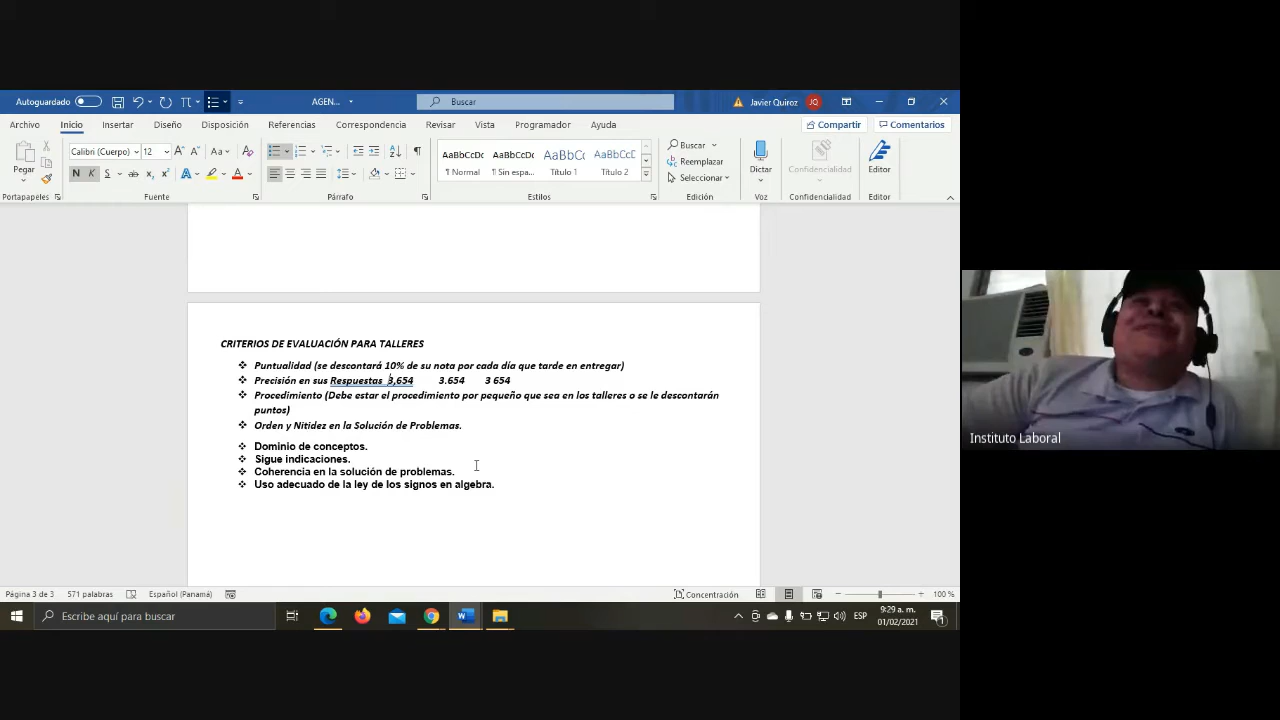 Autoguardado
AGEN...
Buscar
Javier Quiroz
JQ
Archivo
Inicio
Insertar
Diseño
Disposición
Referencias
Correspondencia
Revisar
Vista
Programador
Ayuda
Compartir
Comentarios
Calibri (Cuerpo)
12
Pegar
N K S ab x₂ x²
AaBbCcDc AaBbCcDc AaBbCc AaBbCcD
¶ Normal
¶ Sin espa...
Título 1
Título 2
Buscar
Reemplazar
Seleccionar
Dictar
Confidencialidad
Editor
Portapapeles
Fuente
Párrafo
Estilos
Edición
Voz
Confidencialidad
Editor
CRITERIOS DE EVALUACIÓN PARA TALLERES
❖ Puntualidad (se descontará 10% de su nota por cada día que tarde en entregar)
❖ Precisión en sus Respuestas 3,654 3.654 3 654
❖ Procedimiento (Debe estar el procedimiento por pequeño que sea en los talleres o se le descontarán
puntos)
❖ Orden y Nitidez en la Solución de Problemas.
❖ Dominio de conceptos.
❖ Sigue indicaciones.
❖ Coherencia en la solución de problemas.
❖ Uso adecuado de la ley de los signos en algebra.
Instituto Laboral
Página 3 de 3
571 palabras
Español (Panamá)
Concentración
100 %
Escribe aquí para buscar
ESP
9:29 a. m.
01/02/2021
1